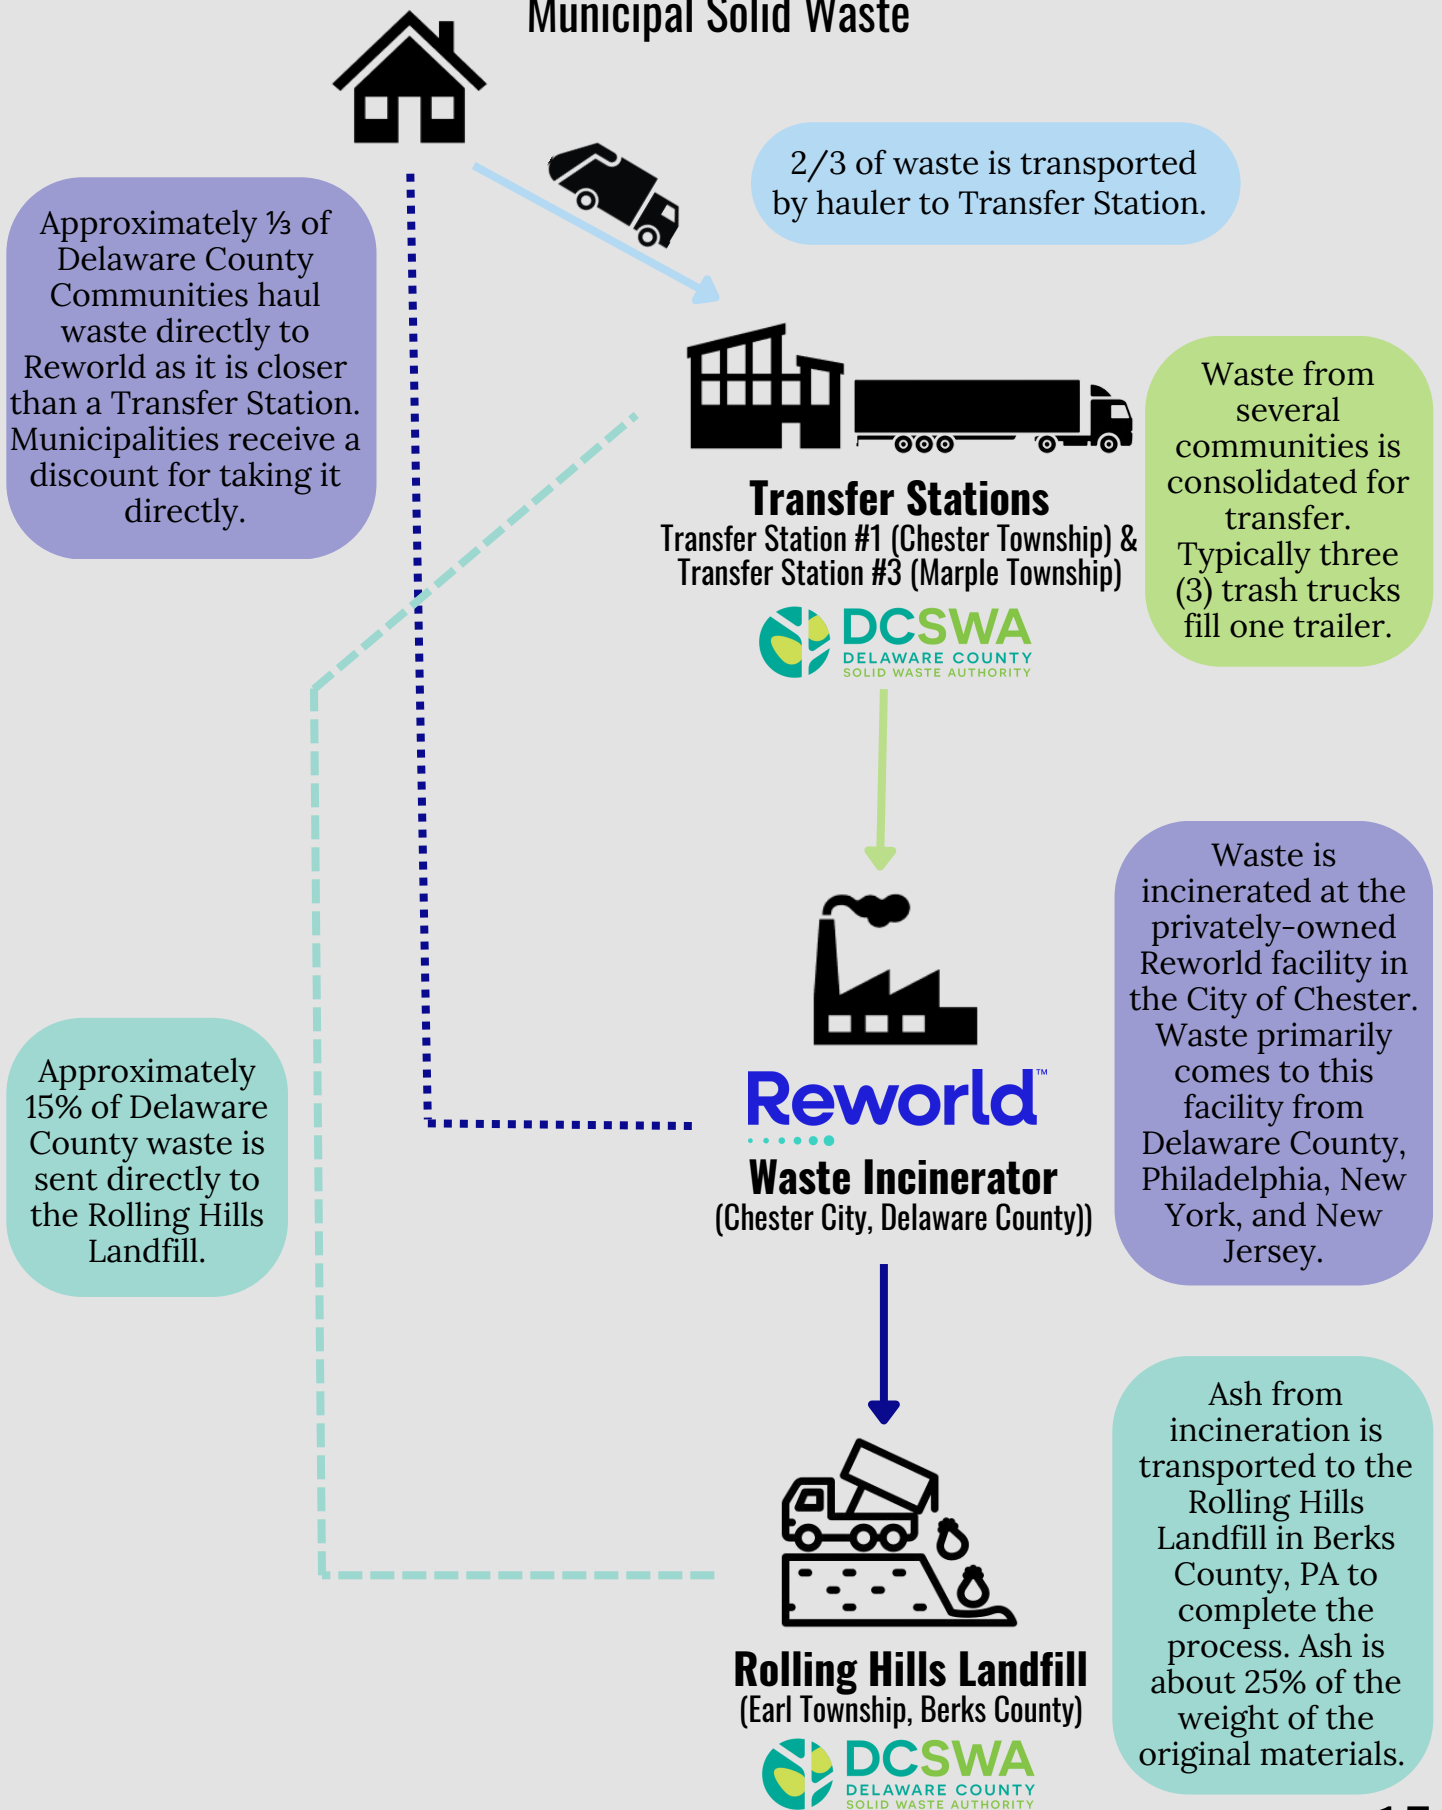 Municipal Solid Waste
2/3 of waste is transported
by hauler to Transfer Station.
Approximately ⅓ of
Delaware County
Communities haul
waste directly to
Reworld as it is closer
than a Transfer Station.
Municipalities receive a
discount for taking it
directly.
Waste from
several
communities is
consolidated for
transfer.
Typically three
(3) trash trucks
fill one trailer.
Transfer Stations
Transfer Station #1 (Chester Township) &
Transfer Station #3 (Marple Township)
DCSWA
DELAWARE COUNTY
SOLID WASTE AUTHORITY
Waste is
incinerated at the
privately-owned
Reworld facility in
the City of Chester.
Waste primarily
comes to this
facility from
Delaware County,
Philadelphia, New
York, and New
Jersey.
Approximately
15% of Delaware
County waste is
sent directly to
the Rolling Hills
Landfill.
Reworld™
Waste Incinerator
(Chester City, Delaware County))
Ash from
incineration is
transported to the
Rolling Hills
Landfill in Berks
County, PA to
complete the
process. Ash is
about 25% of the
weight of the
original materials.
Rolling Hills Landfill
(Earl Township, Berks County)
DCSWA
DELAWARE COUNTY
SOLID WASTE AUTHORITY